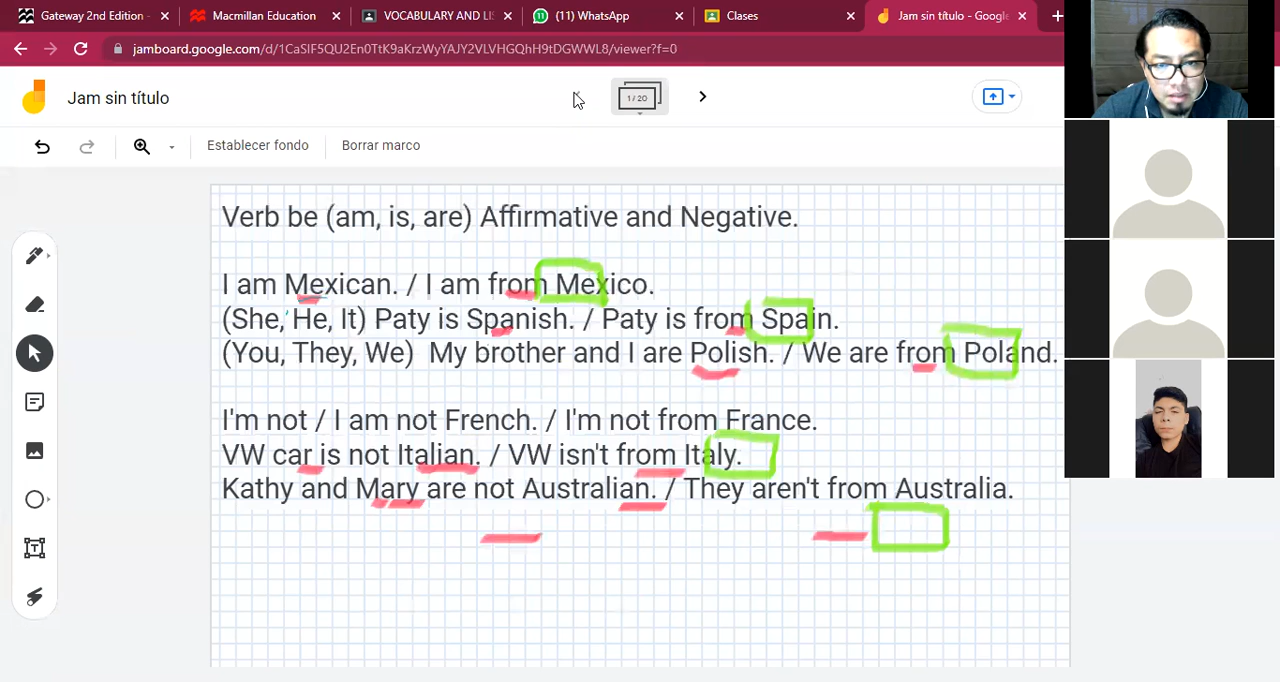 Gateway 2nd Edition -
Macmillan Education
VOCABULARY AND LI
(11) WhatsApp
Clases
Jam sin título - Google
jamboard.google.com/d/1CaSlF5QU2En0TtK9aKrzWyYAJY2VLVHGQhH9tDGWWL8/viewer?f=0
Jam sin título
1 / 20
Establecer fondo
Borrar marco
Verb be (am, is, are) Affirmative and Negative.
I am Mexican. / I am from Mexico.
(She, He, It) Paty is Spanish. / Paty is from Spain.
(You, They, We) My brother and I are Polish. / We are from Poland.
I'm not / I am not French. / I'm not from France.
VW car is not Italian. / VW isn't from Italy.
Kathy and Mary are not Australian. / They aren't from Australia.